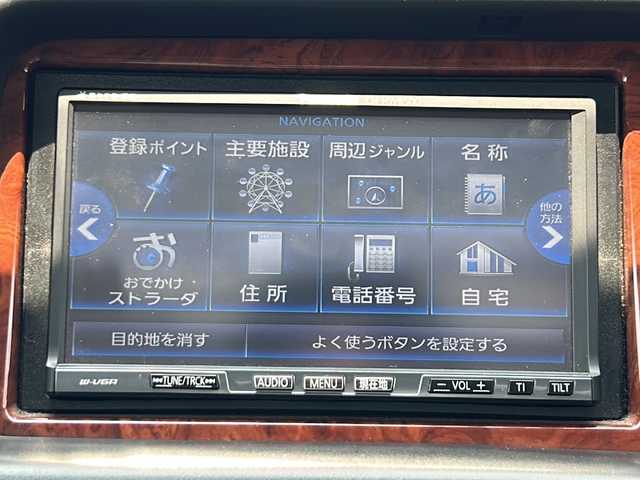 NAVIGATION
登録ポイント 主要施設 周辺ジャンル 名称
あ
戻る
他の
方法
お
おでかけ
ストラーダ
住所 電話番号 自宅
目的地を消す よく使うボタンを設定する
W-VGA TUNE/TRCK AUDIO MENU 現在地 − VOL + TI TILT